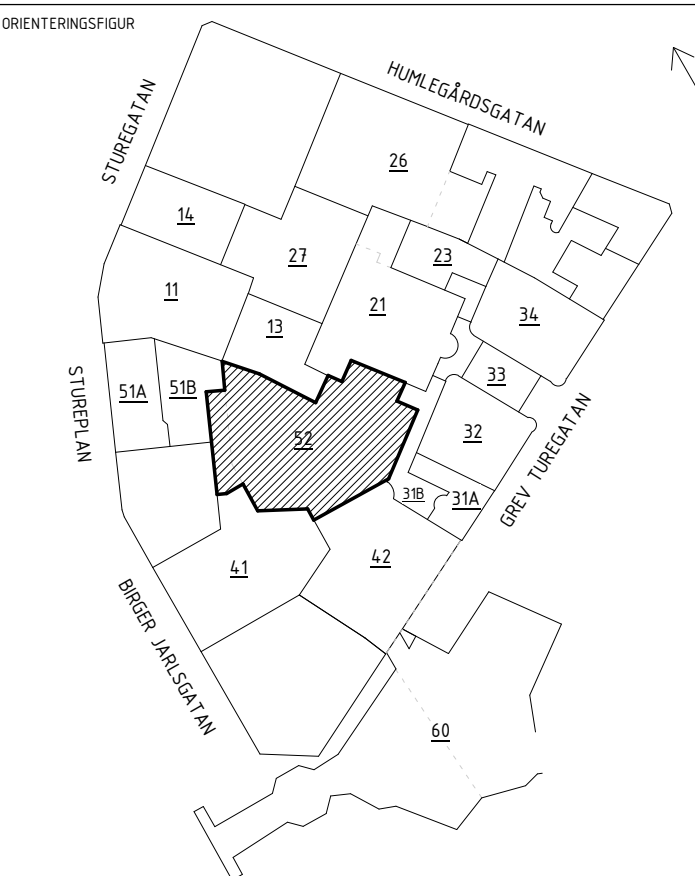 ORIENTERINGSFIGUR
HUMLEGÅRDSGATAN
STUREGATAN
26
14
27
23
11
21
13
34
51A
51B
33
STUREPLAN
32
52
GREV TUREGATAN
31B
31A
42
41
BIRGER JARLSGATAN
60